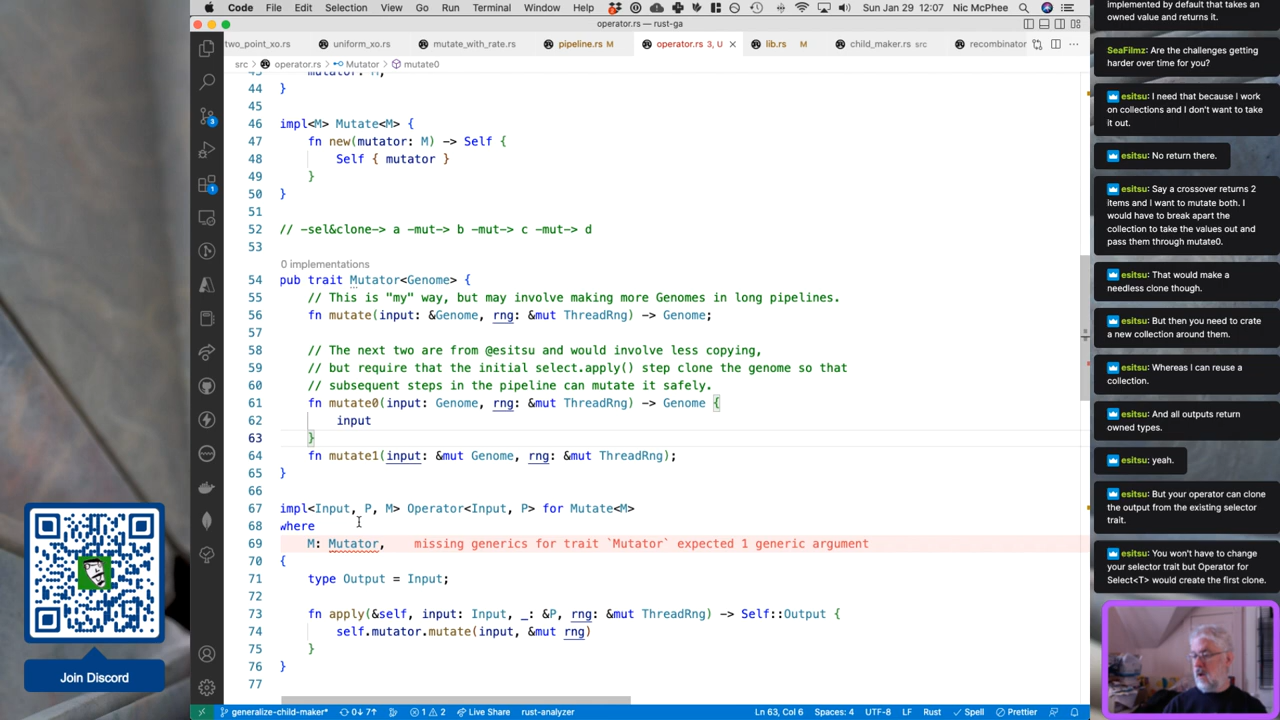 Code File Edit Selection View Go Run Terminal Window Help Sun Jan 29 12:07 Nic McPhee
operator.rs — rust-ga
two_point_xo.rs uniform_xo.rs mutate_with_rate.rs pipeline.rs M operator.rs 3, U lib.rs M child_maker.rs src recombinator
src > operator.rs > Mutator > mutate0
43 mutator: M,
44 }
45
46 impl<M> Mutate<M> {
47 fn new(mutator: M) -> Self {
48 Self { mutator }
49 }
50 }
51
52 // -sel&clone-> a -mut-> b -mut-> c -mut-> d
53
0 implementations
54 pub trait Mutator<Genome> {
55 // This is "my" way, but may involve making more Genomes in long pipelines.
56 fn mutate(input: &Genome, rng: &mut ThreadRng) -> Genome;
57
58 // The next two are from @esitsu and would involve less copying,
59 // but require that the initial select.apply() step clone the genome so that
60 // subsequent steps in the pipeline can mutate it safely.
61 fn mutate0(input: Genome, rng: &mut ThreadRng) -> Genome {
62 input
63 }
64 fn mutate1(input: &mut Genome, rng: &mut ThreadRng);
65 }
66
67 impl<Input, P, M> Operator<Input, P> for Mutate<M>
68 where
69 M: Mutator, missing generics for trait `Mutator` expected 1 generic argument
70 {
71 type Output = Input;
72
73 fn apply(&self, input: Input, _: &P, rng: &mut ThreadRng) -> Self::Output {
74 self.mutator.mutate(input, &mut rng)
75 }
76 }
77
generalize-child-maker* 0↓ 7↑ 1 2 Live Share rust-analyzer Ln 63, Col 6 Spaces: 4 UTF-8 LF Rust Spell Prettier
3
1
Join Discord
implemented by default that takes an
owned value and returns it.
SeaFilmz: Are the challenges getting
harder over time for you?
esitsu: I need that because I work
on collections and I don't want to take
it out.
esitsu: No return there.
esitsu: Say a crossover returns 2
items and I want to mutate both. I
would have to break apart the
collection to take the values out and
pass them through mutate0.
esitsu: That would make a
needless clone though.
esitsu: But then you need to crate
a new collection around them.
esitsu: Whereas I can reuse a
collection.
esitsu: And all outputs return
owned types.
esitsu: yeah.
esitsu: But your operator can clone
the output from the existing selector
trait.
esitsu: You won't have to change
your selector trait but Operator for
Select<T> would create the first clone.